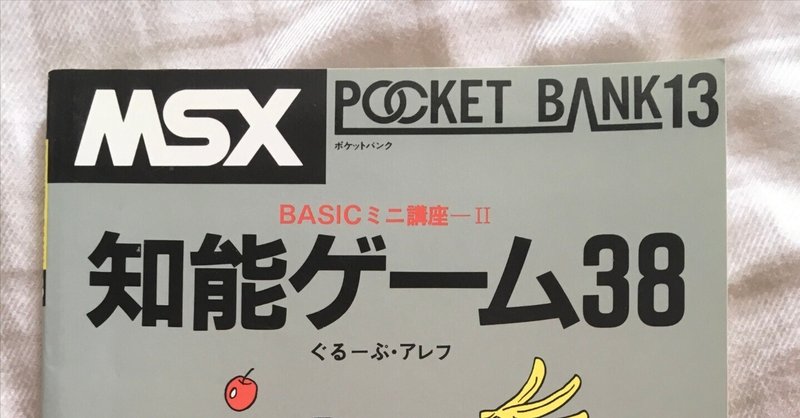 MSX
POCKET BANK13
ポケットバンク
BASICミニ講座―II
知能ゲーム38
ぐるーぷ・アレフ